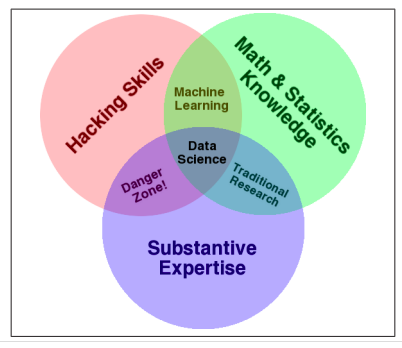 Hacking Skills
Math & Statistics
Knowledge
Machine
Learning
Data
Science
Danger
Zone!
Traditional
Research
Substantive
Expertise